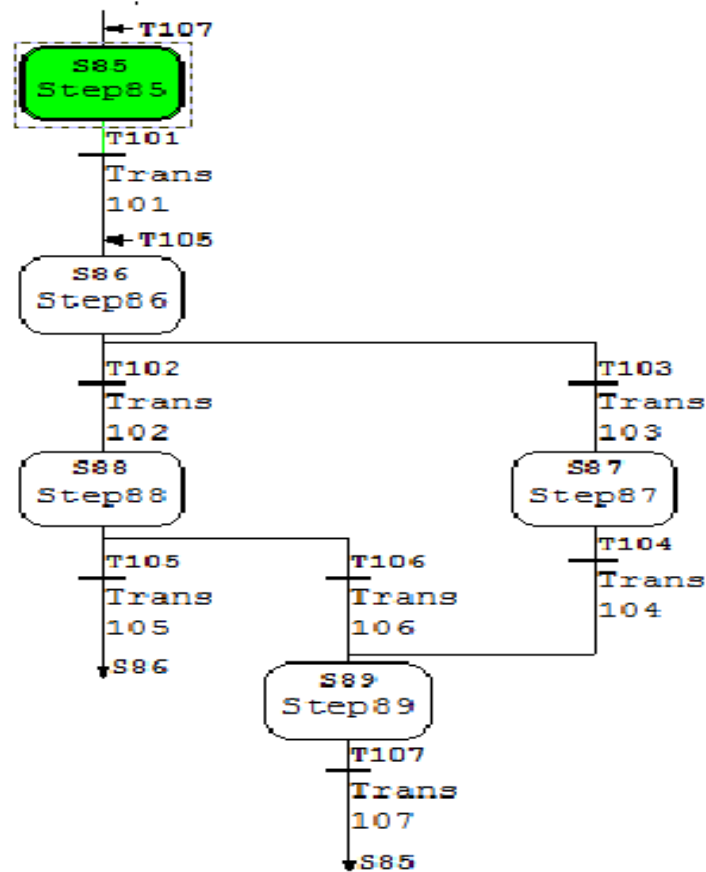 T107
S85
Step85
T101
Trans
101
T105
S86
Step86
T102
Trans
102
T103
Trans
103
S88
Step88
S87
Step87
T105
Trans
105
T106
Trans
106
T104
Trans
104
S86
S89
Step89
T107
Trans
107
S85